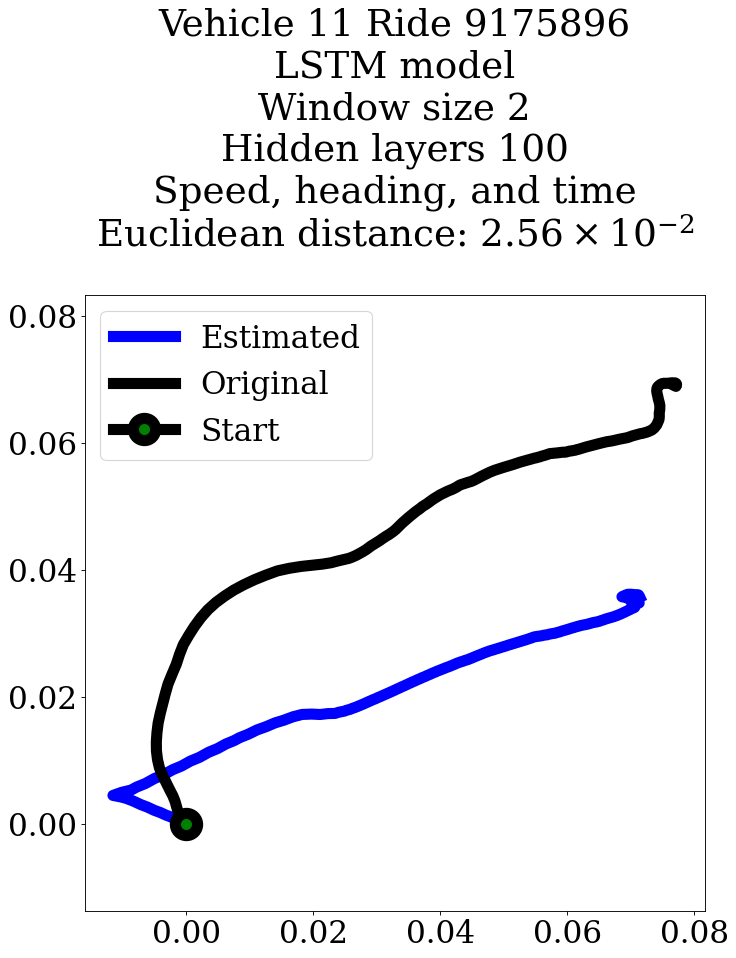 Vehicle 11 Ride 9175896
LSTM model
Window size 2
Hidden layers 100
Speed, heading, and time
Euclidean distance: 2.56 × 10⁻²
Estimated
Original
Start
0.08
0.06
0.04
0.02
0.00
0.00 0.02 0.04 0.06 0.08